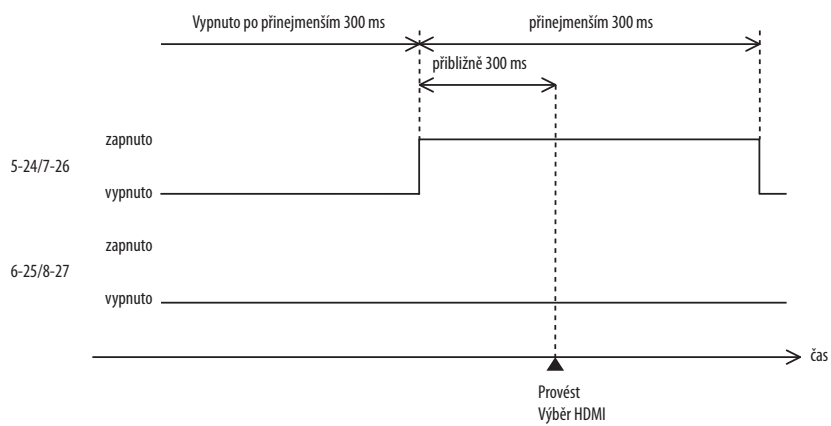 Vypnuto po přinejmenším 300 ms
přinejmenším 300 ms
přibližně 300 ms
zapnuto
5-24/7-26
vypnuto
zapnuto
6-25/8-27
vypnuto
čas
Provést
Výběr HDMI